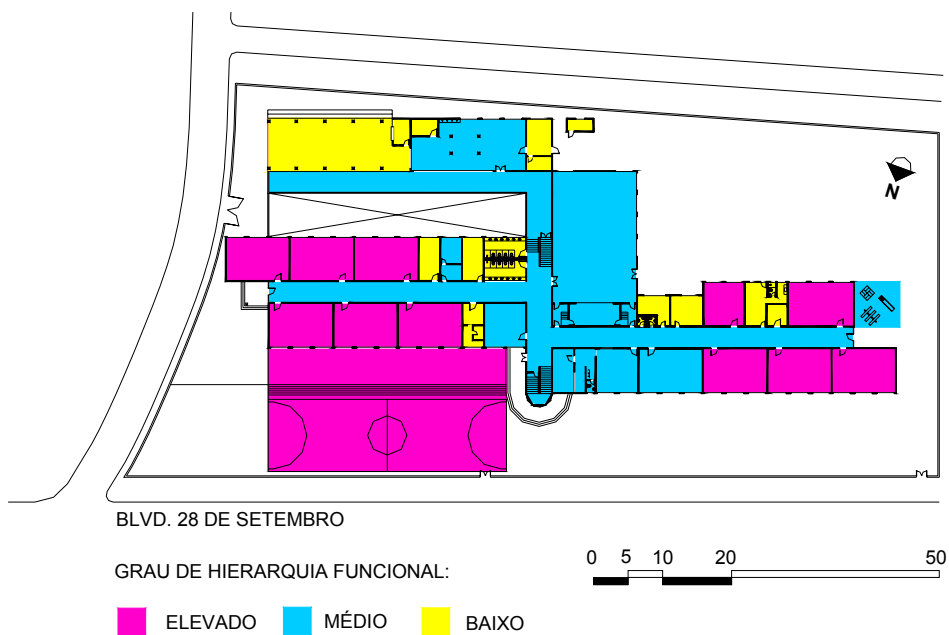 N
BLVD. 28 DE SETEMBRO
0 5 10 20 50
GRAU DE HIERARQUIA FUNCIONAL:
ELEVADO MÉDIO BAIXO